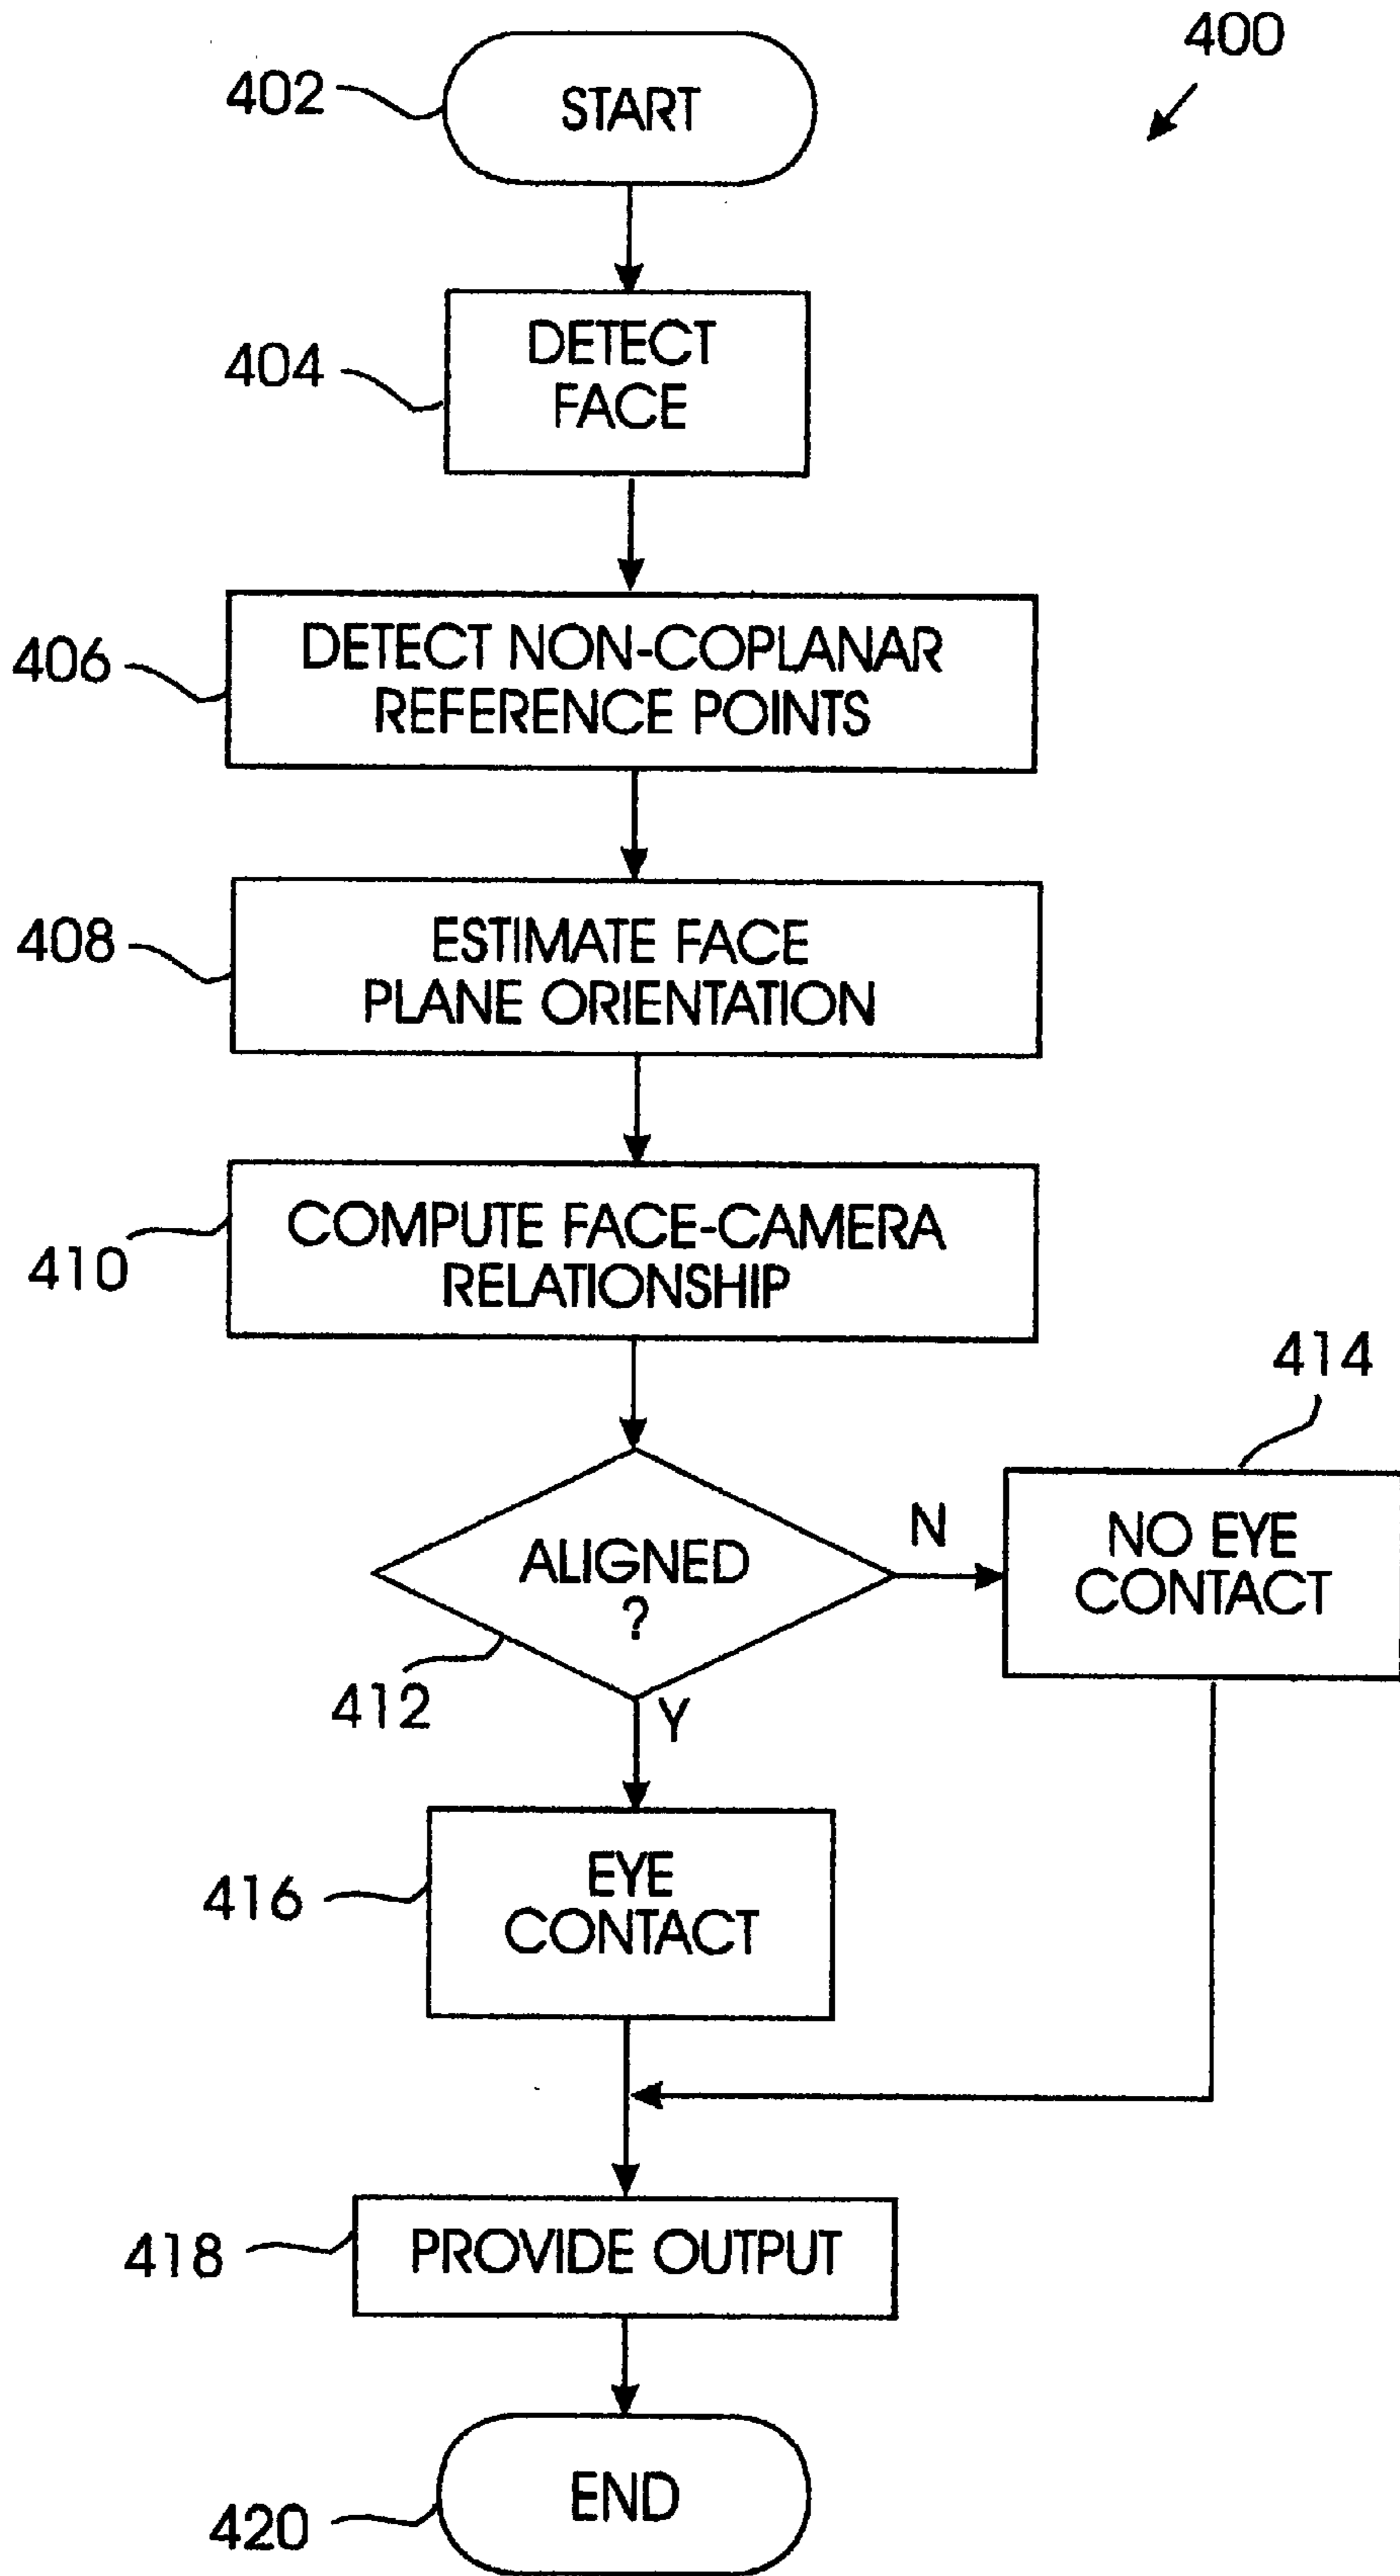 400
402
START
404
DETECT
FACE
406
DETECT NON-COPLANAR
REFERENCE POINTS
408
ESTIMATE FACE
PLANE ORIENTATION
410
COMPUTE FACE-CAMERA
RELATIONSHIP
412
ALIGNED
?
N
414
NO EYE
CONTACT
Y
416
EYE
CONTACT
418
PROVIDE OUTPUT
420
END